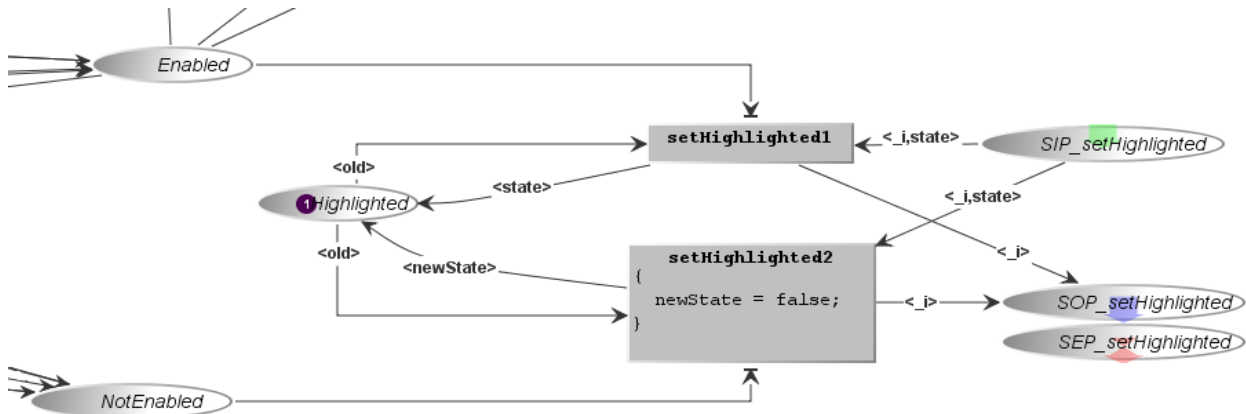 Enabled
setHighlighted1
<_i,state>
SIP_setHighlighted
<old>
<state>
<_i,state>
1
Highlighted
<old>
<newState>
setHighlighted2
{
newState = false;
}
<_i>
<_i>
SOP_setHighlighted
SEP_setHighlighted
NotEnabled